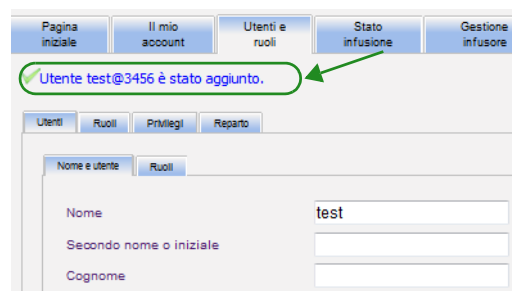 Pagina iniziale
Il mio account
Utenti e ruoli
Stato infusione
Gestione infusore
Utente test@3456 è stato aggiunto.
Utenti Ruoli Privilegi Reparto
Nome e utente Ruoli
Nome test
Secondo nome o iniziale
Cognome